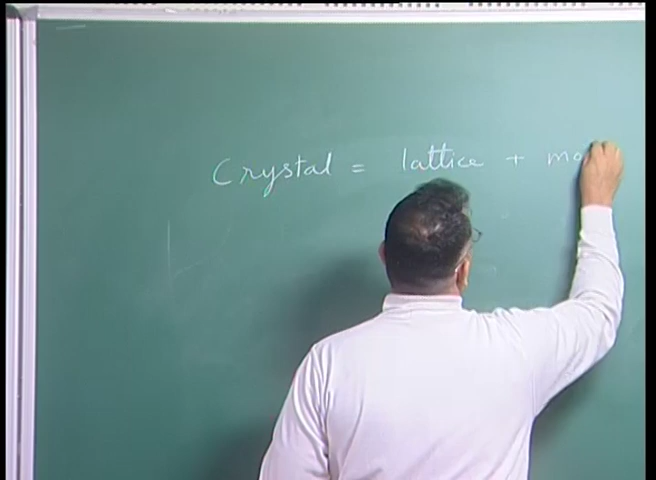 Crystal = lattice + mo